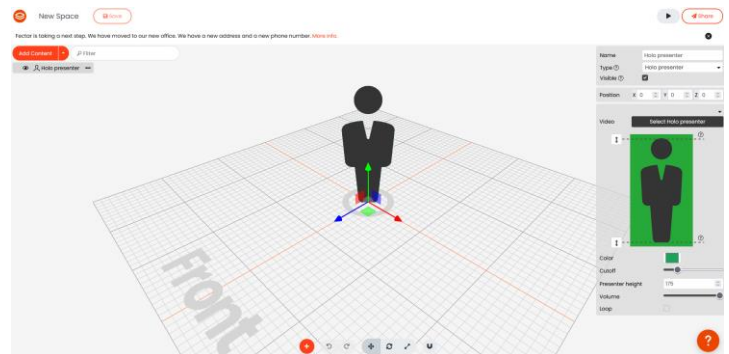 New Space
Save
Share
Factor is taking a next step. We have moved to our new office. We have a new address and a new phone number. More info.
Add Content
Filter
Holo presenter
Front
Name Holo presenter
Type Holo presenter
Visible
Position X 0 Y 0 Z 0
Video Select Holo presenter
Color
Cutoff
Presenter height 175
Volume
Loop
?